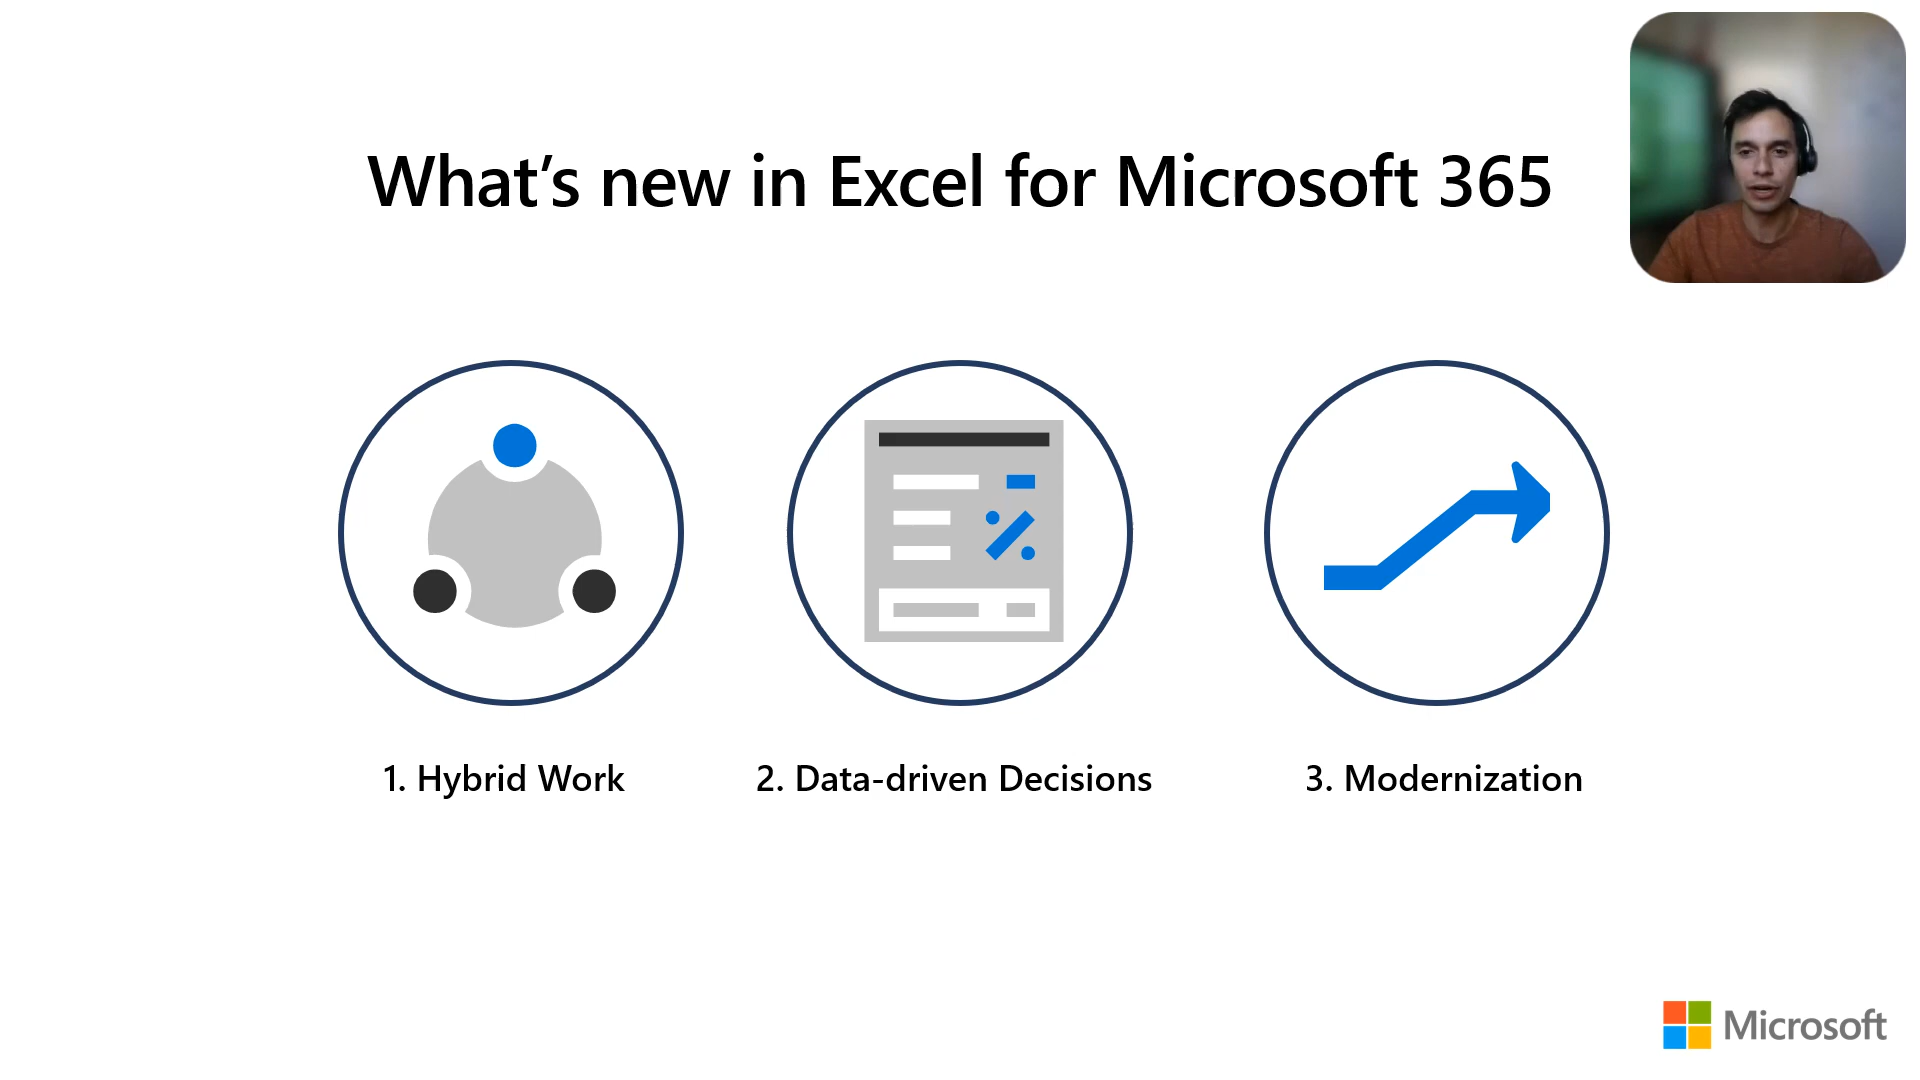 What’s new in Excel for Microsoft 365
1. Hybrid Work
2. Data-driven Decisions
3. Modernization
Microsoft